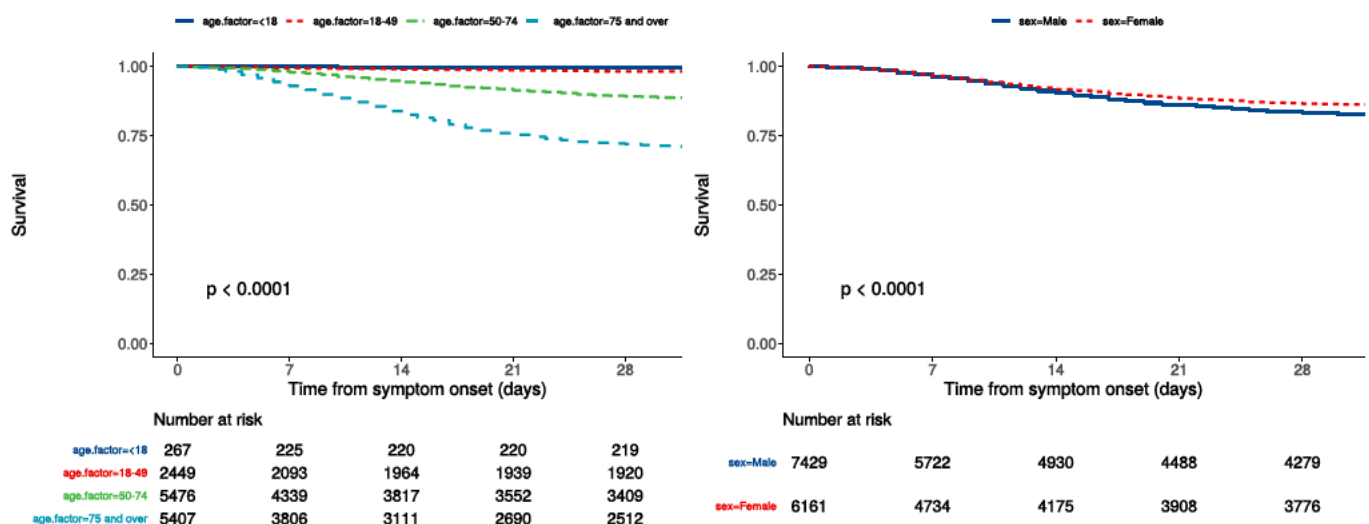 age.factor=<18 age.factor=18-49 age.factor=50-74 age.factor=75 and over
1.00
0.75
0.50
0.25
0.00
Survival
p < 0.0001
0 7 14 21 28
Time from symptom onset (days)
Number at risk
age.factor=<18 267 225 220 220 219
age.factor=18-49 2449 2093 1964 1939 1920
age.factor=50-74 5476 4339 3817 3552 3409
age.factor=75 and over 5407 3806 3111 2690 2512
sex=Male sex=Female
1.00
0.75
0.50
0.25
0.00
Survival
p < 0.0001
0 7 14 21 28
Time from symptom onset (days)
Number at risk
sex=Male 7429 5722 4930 4488 4279
sex=Female 6161 4734 4175 3908 3776